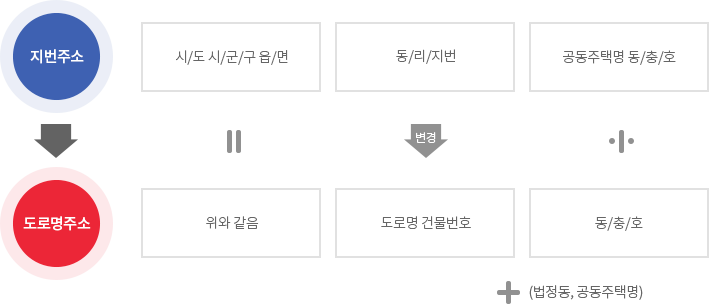 지번주소
시/도 시/군/구 읍/면
동/리/지번
공동주택명 동/층/호
변경
도로명주소
위와 같음
도로명 건물번호
동/층/호
(법정동, 공동주택명)